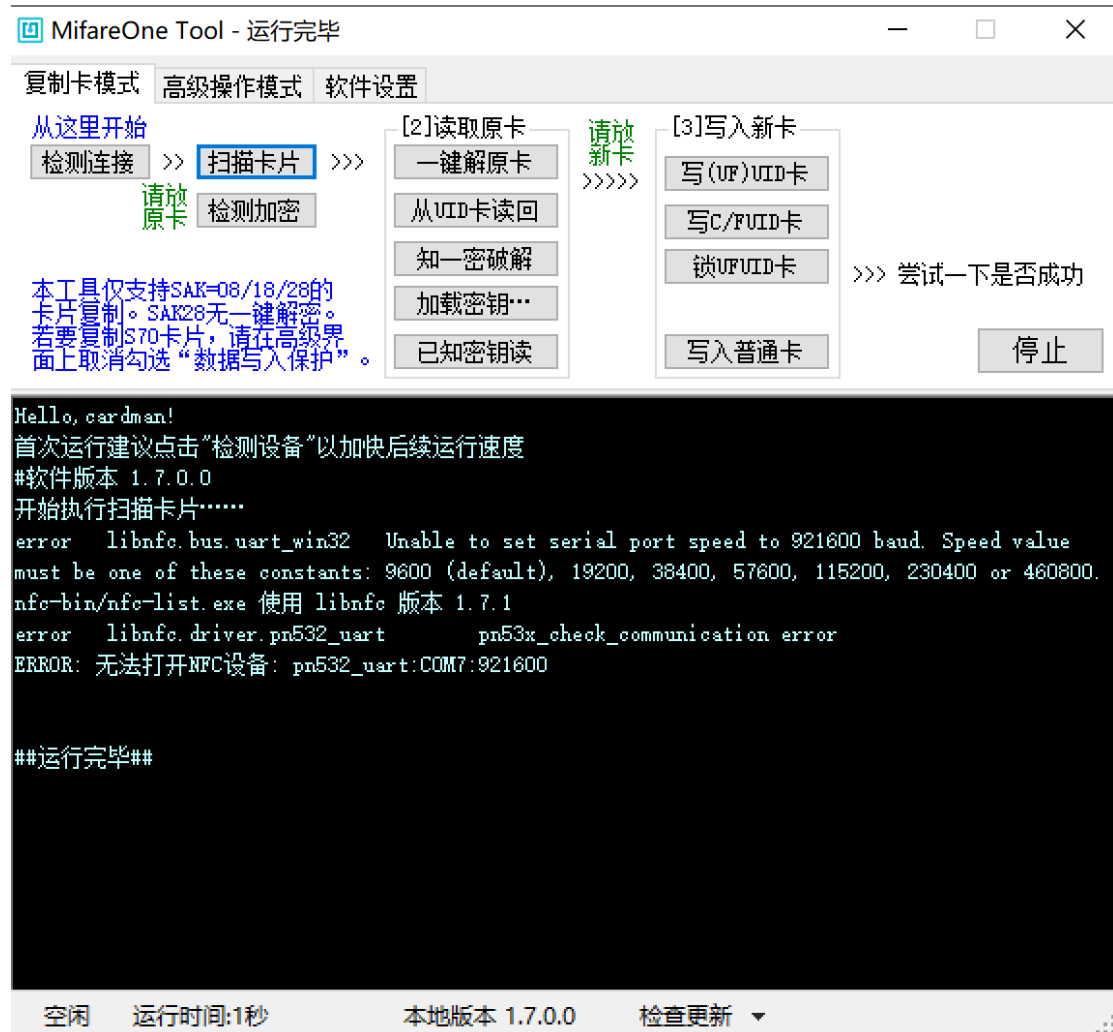 MifareOne Tool - 运行完毕
复制卡模式 高级操作模式 软件设置
从这里开始
检测连接 >> 扫描卡片 >>>
请放
原卡
检测加密
本工具仅支持SAK=08/18/28的
卡片复制。SAK28无一键解密。
若要复制S70卡片，请在高级界
面上取消勾选“数据写入保护”。
[2]读取原卡
一键解原卡
从UID卡读回
知一密破解
加载密钥…
已知密钥读
请放
新卡
>>>>>
[3]写入新卡
写(UF)UID卡
写C/FUID卡
锁UFUID卡
写入普通卡
>>> 尝试一下是否成功
停止
Hello,cardman!
首次运行建议点击"检测设备"以加快后续运行速度
#软件版本 1.7.0.0
开始执行扫描卡片……
error libnfc.bus.uart_win32 Unable to set serial port speed to 921600 baud. Speed value
must be one of these constants: 9600 (default), 19200, 38400, 57600, 115200, 230400 or 460800.
nfc-bin/nfc-list.exe 使用 libnfc 版本 1.7.1
error libnfc.driver.pn532_uart pn53x_check_communication error
ERROR: 无法打开NFC设备: pn532_uart:COM7:921600
##运行完毕##
空闲 运行时间:1秒 本地版本 1.7.0.0 检查更新